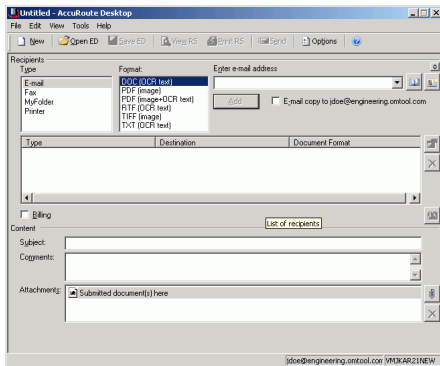 Untitled - AccuRoute Desktop
File Edit View Tools Help
New Open ED Save ED View RS Print RS Send Options
Recipients
Type Format: Enter e-mail address
E-mail
Fax
MyFolder
Printer
DOC (OCR text)
PDF (image)
PDF (image+OCR text)
RTF (OCR text)
TIFF (image)
TXT (OCR text)
Add E-mail copy to jdoe@engineering.omtool.com
Type Destination Document Format
Billing
List of recipients
Content
Subject:
Comments:
Attachments: Submitted document(s) here
jdoe@engineering.omtool.com VMJKAR21NEW